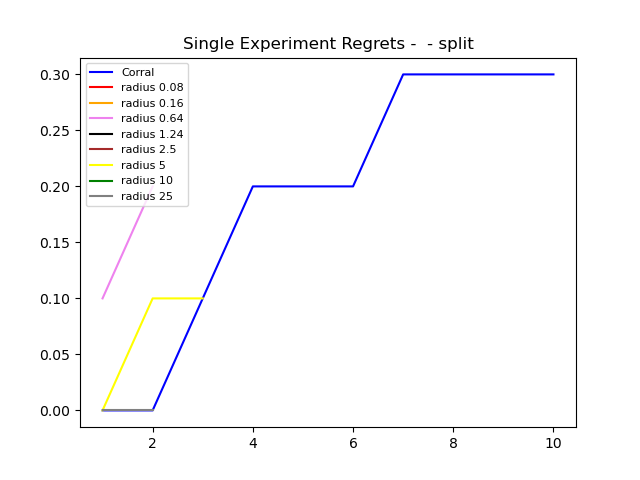 Single Experiment Regrets -  - split
0.30
0.25
0.20
0.15
0.10
0.05
0.00
Corral
radius 0.08
radius 0.16
radius 0.64
radius 1.24
radius 2.5
radius 5
radius 10
radius 25
2 4 6 8 10